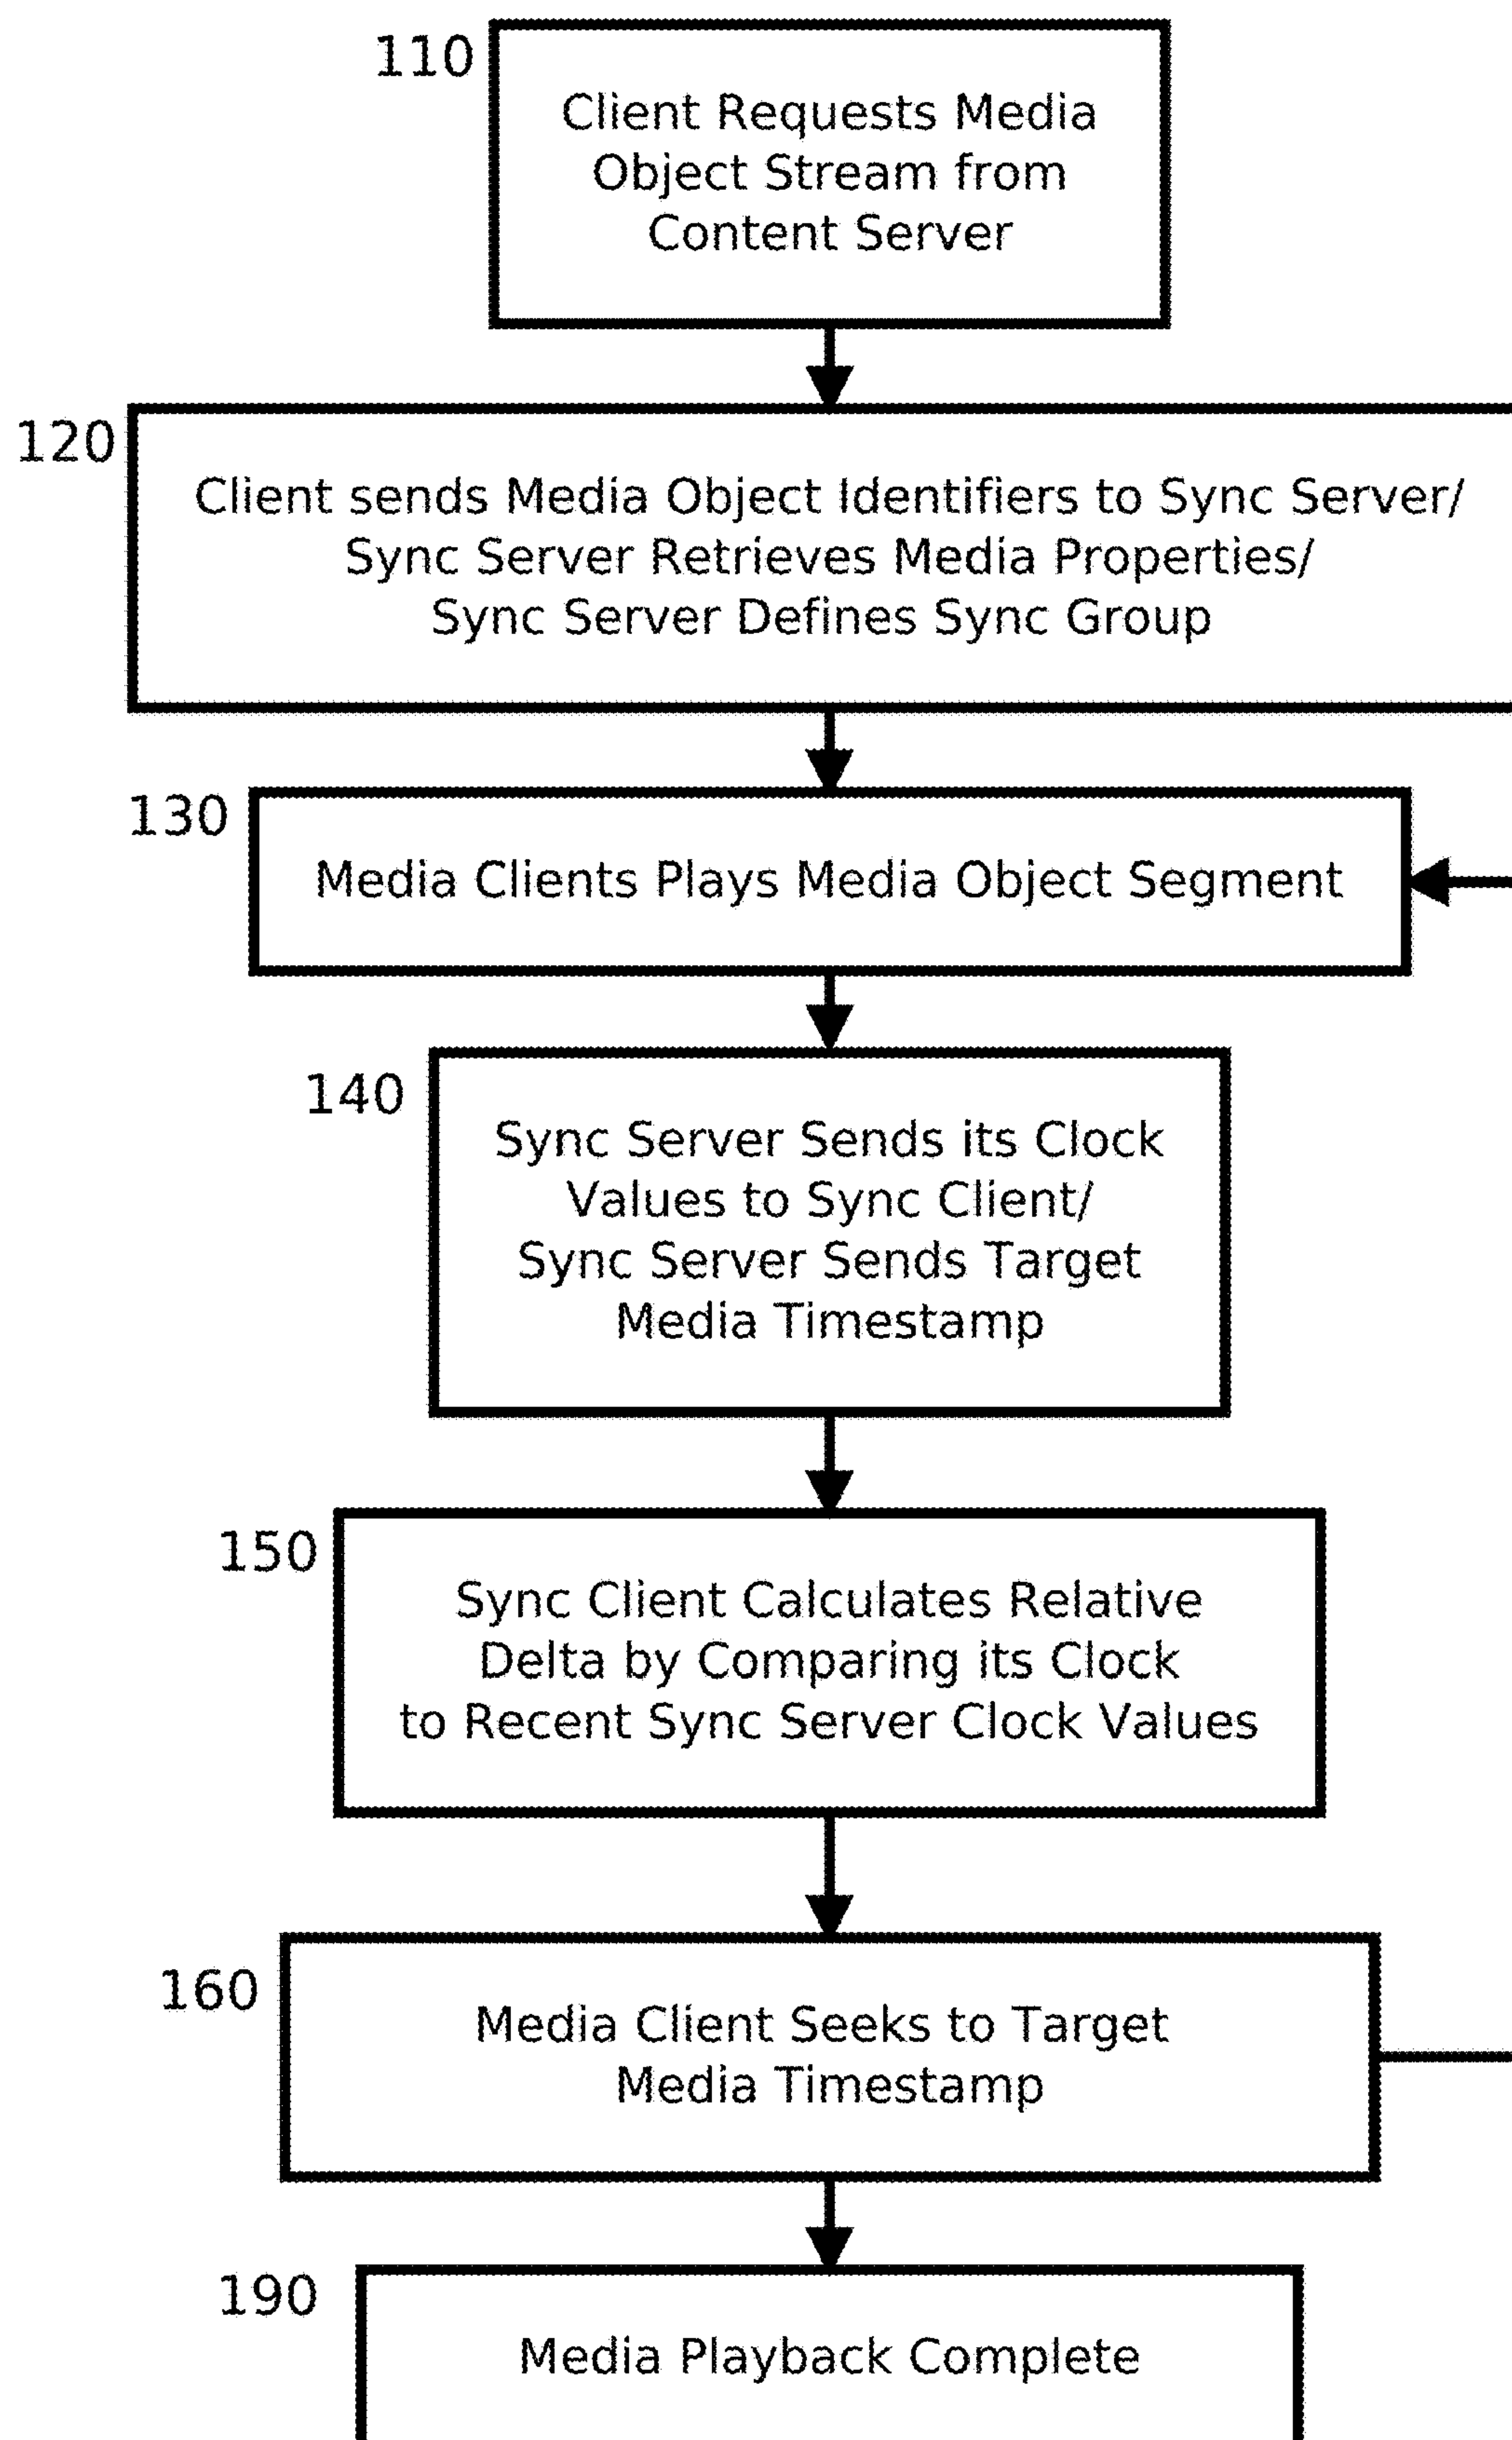 110
Client Requests Media
Object Stream from
Content Server
120
Client sends Media Object Identifiers to Sync Server/
Sync Server Retrieves Media Properties/
Sync Server Defines Sync Group
130
Media Clients Plays Media Object Segment
140
Sync Server Sends its Clock
Values to Sync Client/
Sync Server Sends Target
Media Timestamp
150
Sync Client Calculates Relative
Delta by Comparing its Clock
to Recent Sync Server Clock Values
160
Media Client Seeks to Target
Media Timestamp
190
Media Playback Complete